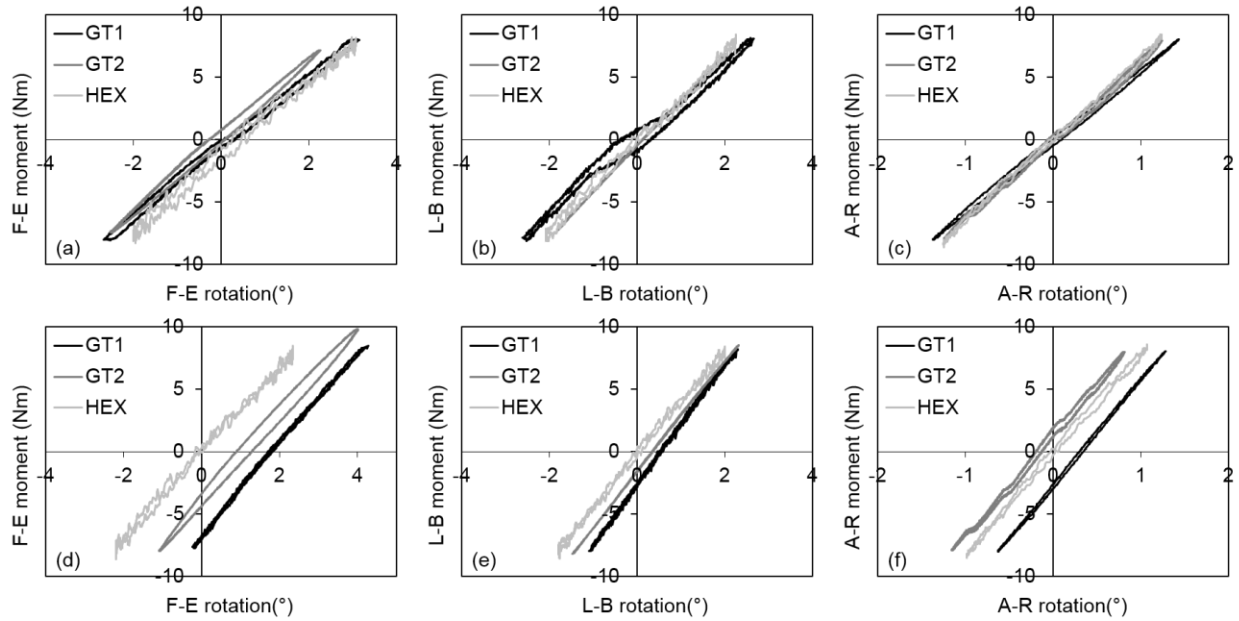 10
GT1
GT2
HEX
5
0
-4
-2
0
2
4
-5
-10
(a)
F-E moment (Nm)
F-E rotation(°)
10
GT1
GT2
HEX
5
0
-4
-2
0
2
4
-5
-10
(b)
L-B moment (Nm)
L-B rotation(°)
10
GT1
GT2
HEX
5
0
-2
-1
0
1
2
-5
-10
(c)
A-R moment (Nm)
A-R rotation(°)
10
GT1
GT2
HEX
5
0
-4
-2
0
2
4
-5
-10
(d)
F-E moment (Nm)
F-E rotation(°)
10
GT1
GT2
HEX
5
0
-4
-2
0
2
4
-5
-10
(e)
L-B moment (Nm)
L-B rotation(°)
10
GT1
GT2
HEX
5
0
-2
-1
0
1
2
-5
-10
(f)
A-R moment (Nm)
A-R rotation(°)